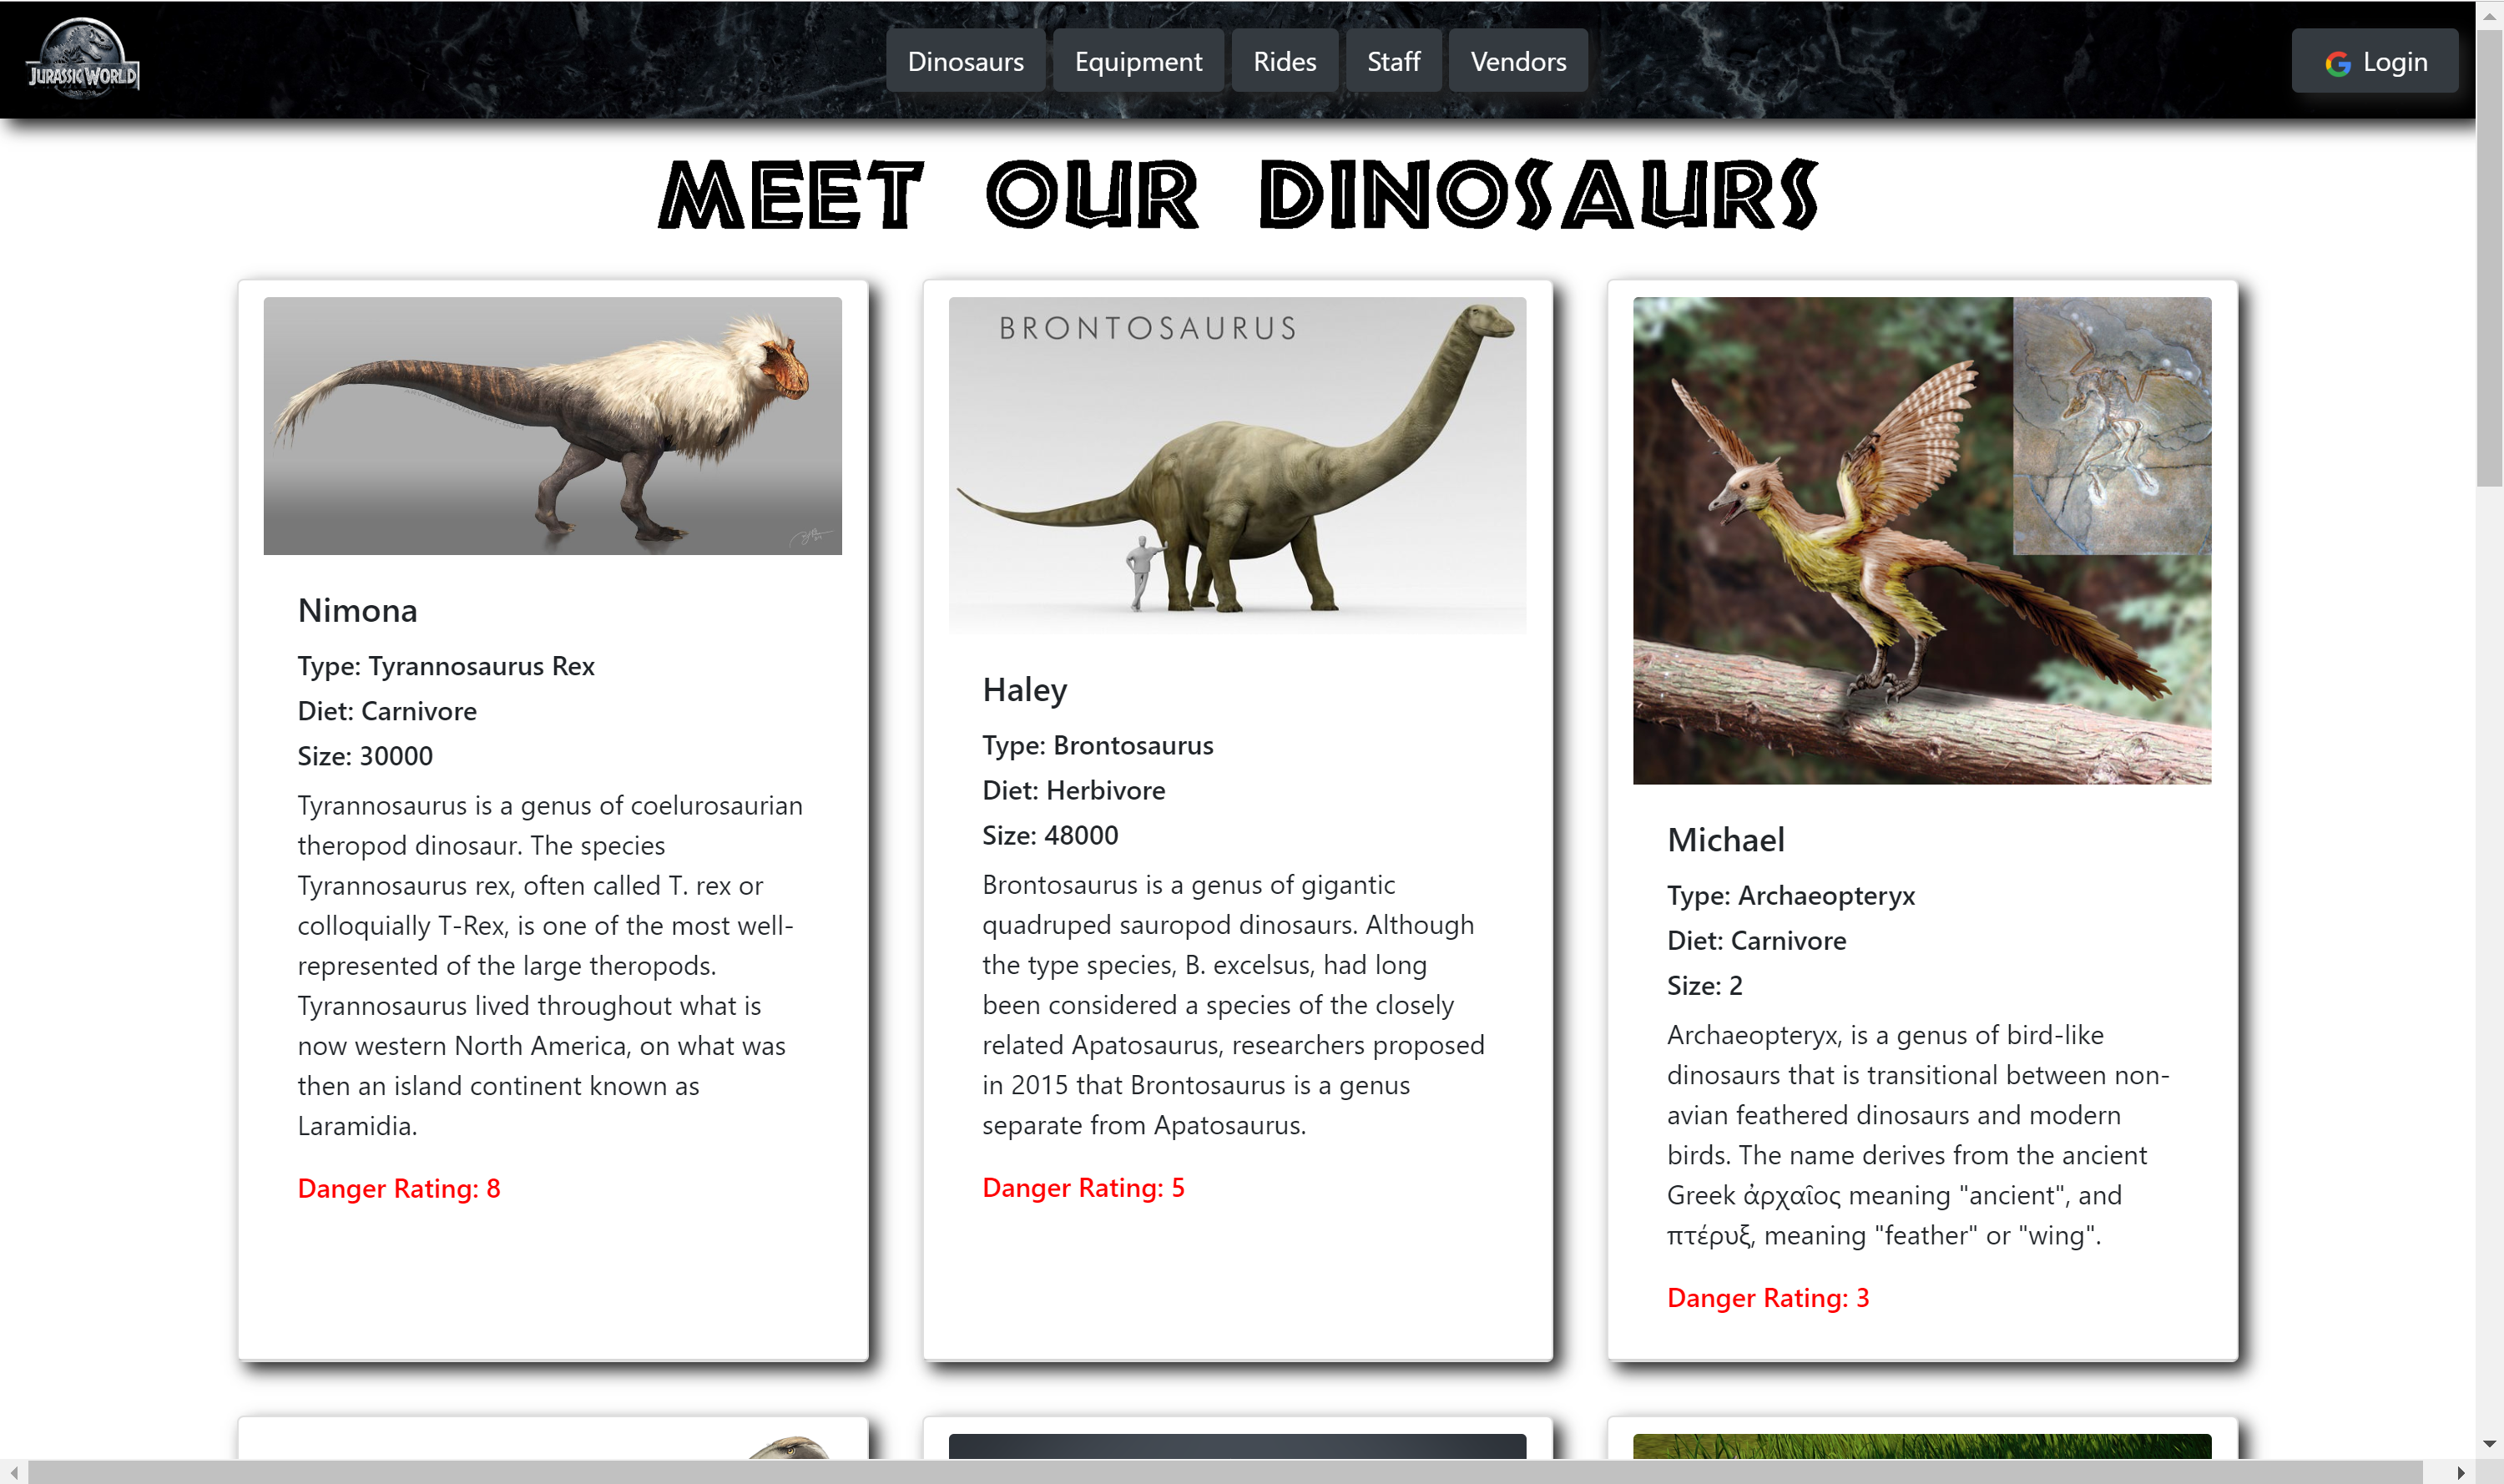 JURASSIC WORLD
Dinosaurs
Equipment
Rides
Staff
Vendors
Login
MEET OUR DINOSAURS
Nimona
Type: Tyrannosaurus Rex
Diet: Carnivore
Size: 30000
Tyrannosaurus is a genus of coelurosaurian
theropod dinosaur. The species
Tyrannosaurus rex, often called T. rex or
colloquially T-Rex, is one of the most well-
represented of the large theropods.
Tyrannosaurus lived throughout what is
now western North America, on what was
then an island continent known as
Laramidia.
Danger Rating: 8
BRONTOSAURUS
Haley
Type: Brontosaurus
Diet: Herbivore
Size: 48000
Brontosaurus is a genus of gigantic
quadruped sauropod dinosaurs. Although
the type species, B. excelsus, had long
been considered a species of the closely
related Apatosaurus, researchers proposed
in 2015 that Brontosaurus is a genus
separate from Apatosaurus.
Danger Rating: 5
Michael
Type: Archaeopteryx
Diet: Carnivore
Size: 2
Archaeopteryx, is a genus of bird-like
dinosaurs that is transitional between non-
avian feathered dinosaurs and modern
birds. The name derives from the ancient
Greek ἀρχαῖος meaning "ancient", and
πτέρυξ, meaning "feather" or "wing".
Danger Rating: 3